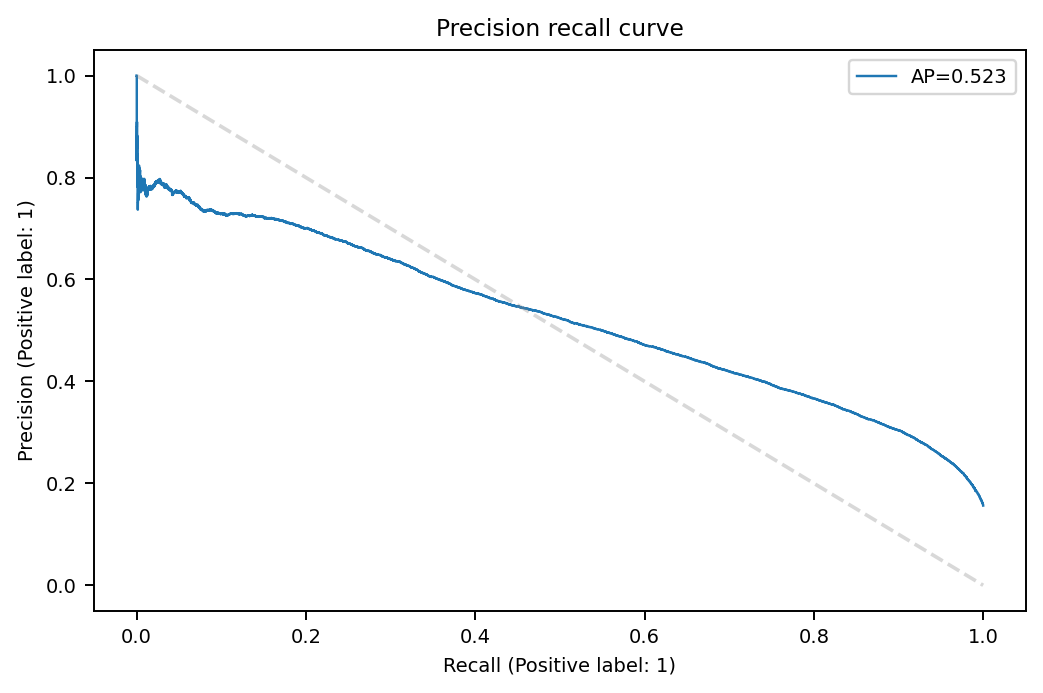 Precision recall curve
AP=0.523
Precision (Positive label: 1)
1.0
0.8
0.6
0.4
0.2
0.0
0.0 0.2 0.4 0.6 0.8 1.0
Recall (Positive label: 1)